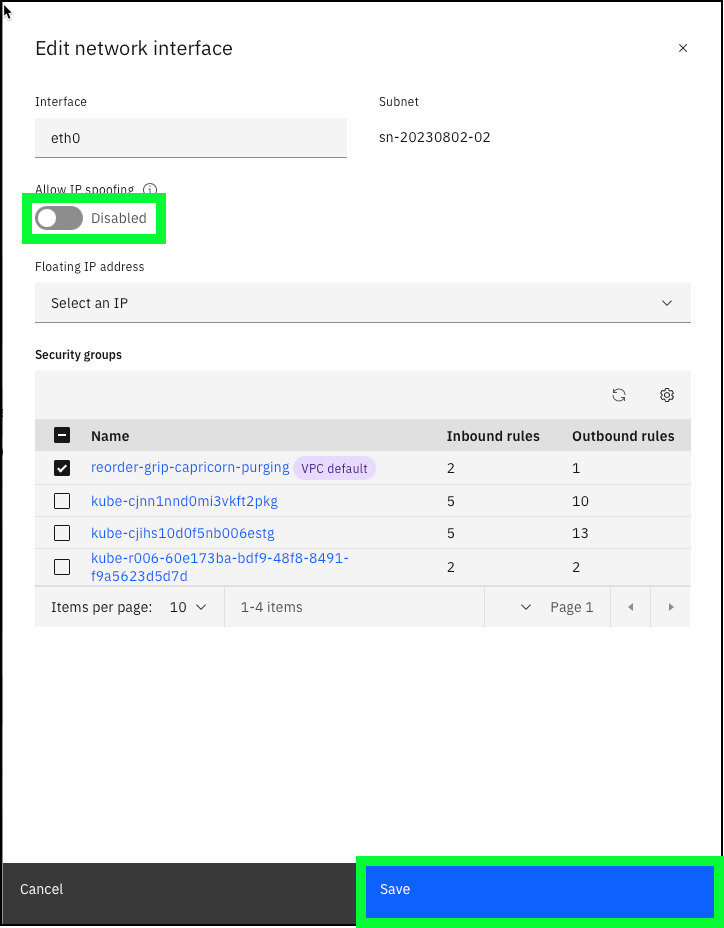 Edit network interface
Interface
Subnet
eth0
sn-20230802-02
Allow IP spoofing
Disabled
Floating IP address
Select an IP
Security groups
Name Inbound rules Outbound rules
reorder-grip-capricorn-purging VPC default 2 1
kube-cjnn1nnd0mi3vkft2pkg 5 10
kube-cjihs10d0f5nb006estg 5 13
kube-r006-60e173ba-bdf9-48f8-8491-
f9a5623d5d7d 2 2
Items per page: 10 1-4 items Page 1
Cancel
Save